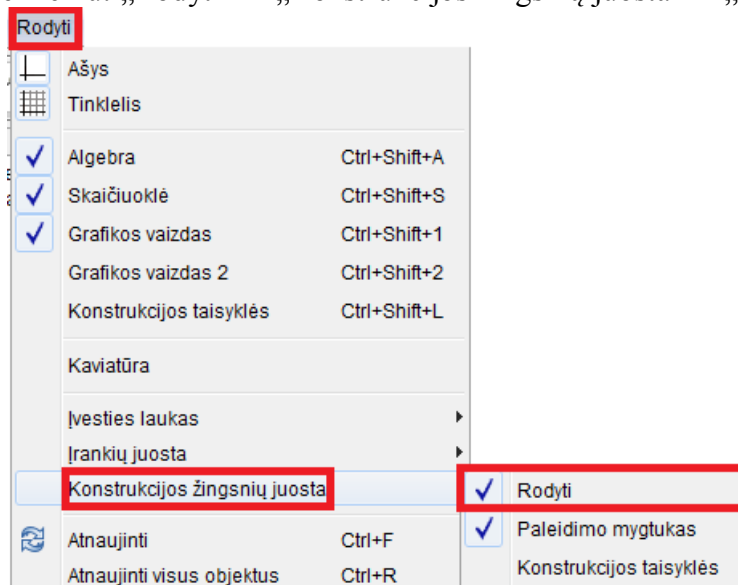 Rodyti
Ašys
Tinklelis
Algebra Ctrl+Shift+A
Skaičiuoklė Ctrl+Shift+S
Grafikos vaizdas Ctrl+Shift+1
Grafikos vaizdas 2 Ctrl+Shift+2
Konstrukcijos taisyklės Ctrl+Shift+L
Kaviatūra
Įvesties laukas
Įrankių juosta
Konstrukcijos žingsnių juosta
Rodyti
Paleidimo mygtukas
Konstrukcijos taisyklės
Atnaujinti Ctrl+F
Atnaujinti visus objektus Ctrl+R